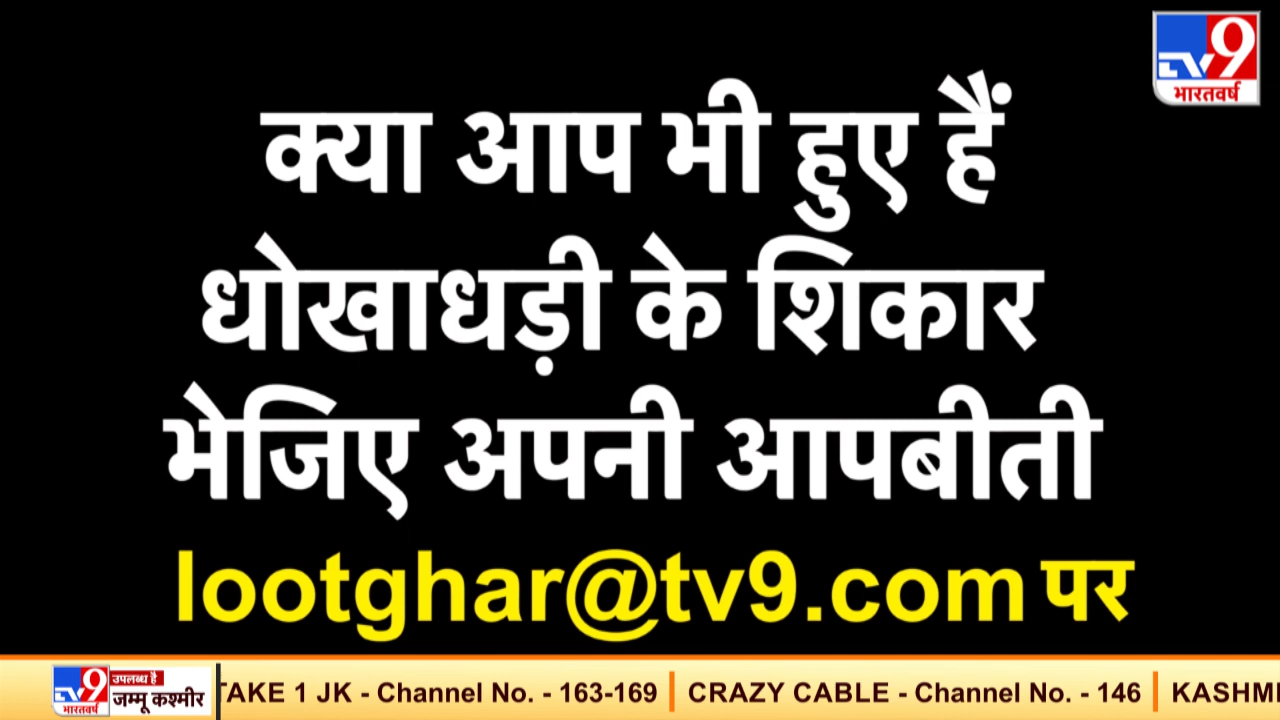 TV9
भारतवर्ष
क्या आप भी हुए हैं
धोखाधड़ी के शिकार
भेजिए अपनी आपबीती
lootghar@tv9.com पर
TV9
भारतवर्ष
उपलब्ध है
जम्मू कश्मीर
TAKE 1 JK - Channel No. - 163-169 | CRAZY CABLE - Channel No. - 146 | KASHMI